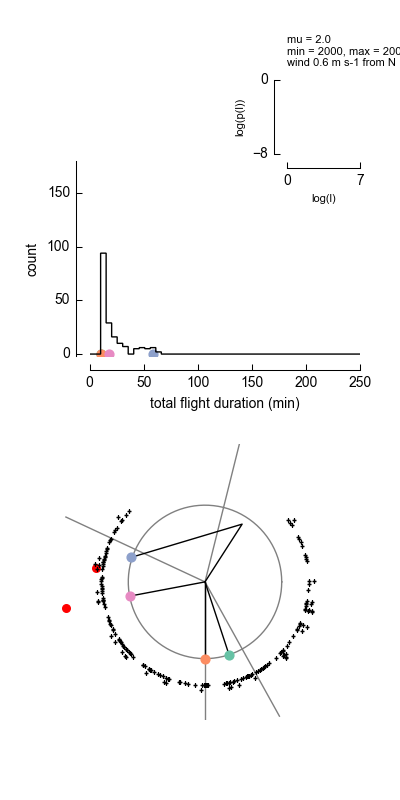 mu = 2.0
min = 2000, max = 200
wind 0.6 m s-1 from N
0
log(p(l))
−8
0 7
log(l)
150
count
100
50
0
0 50 100 150 200 250
total flight duration (min)